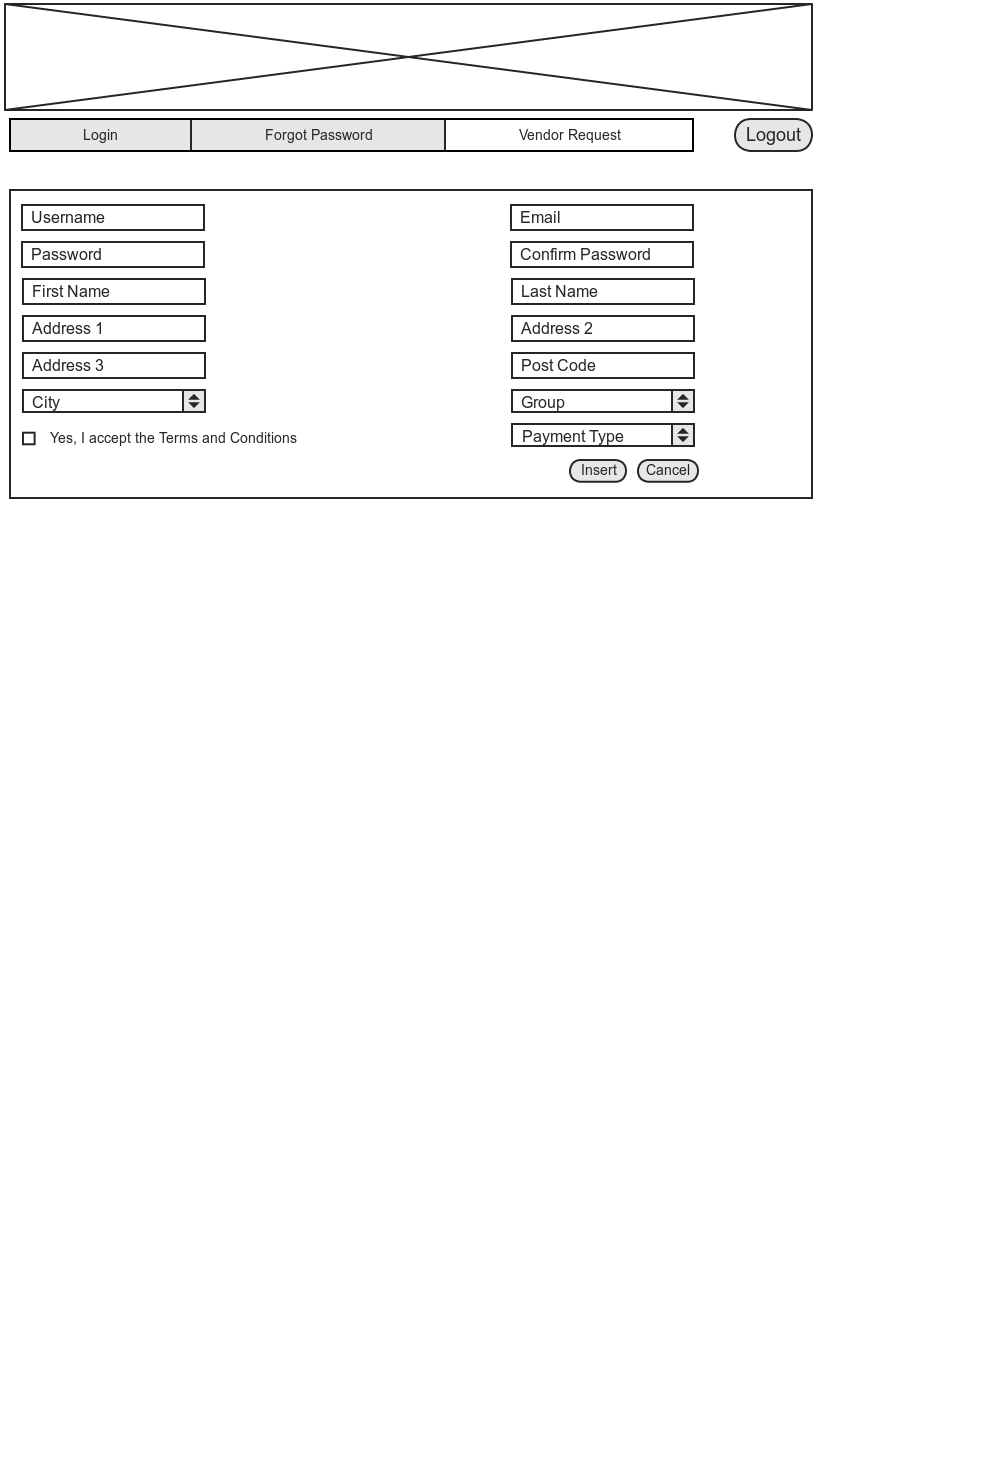 Login
Forgot Password
Vendor Request
Logout
Username
Email
Password
Confirm Password
First Name
Last Name
Address 1
Address 2
Address 3
Post Code
City
Group
Yes, I accept the Terms and Conditions
Payment Type
Insert
Cancel